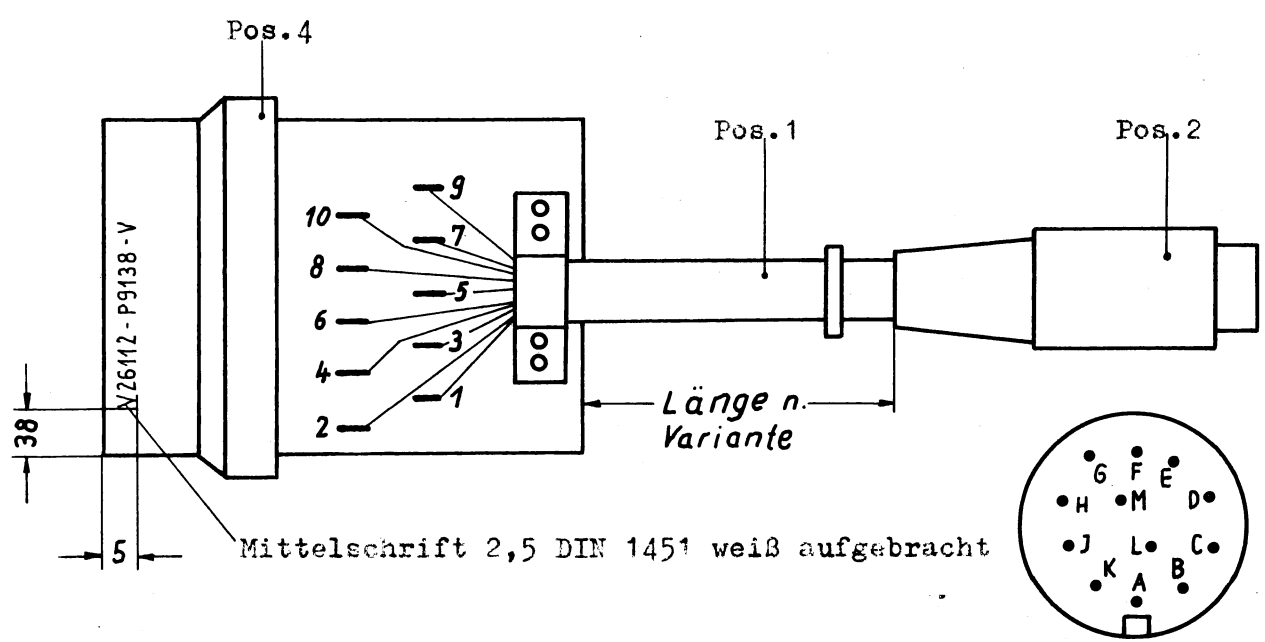 Pos.4
Pos.1
Pos.2
9
10
7
8
5
6
3
4
1
2
V26112-P9138-V
38
5
Länge n.
Variante
Mittelschrift 2,5 DIN 1451 weiß aufgebracht
G F E
H M D
J L C
K A B